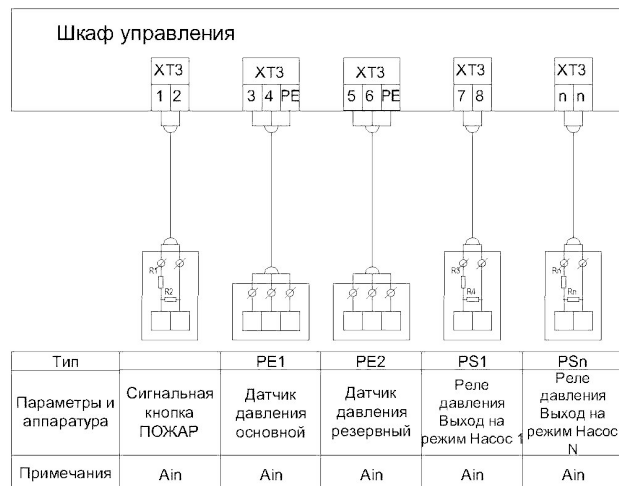 Шкаф управления
XT3 XT3 XT3 XT3 XT3
1 2 3 4 PE 5 6 PE 7 8 n n
R1 R3 Rn
R2 R4 Rn
Тип PE1 PE2 PS1 PSn
Параметры и аппаратура
Сигнальная кнопка ПОЖАР
Датчик давления основной
Датчик давления резервный
Реле давления Выход на режим Насос 1
Реле давления Выход на режим Насос N
Примечания Ain Ain Ain Ain Ain